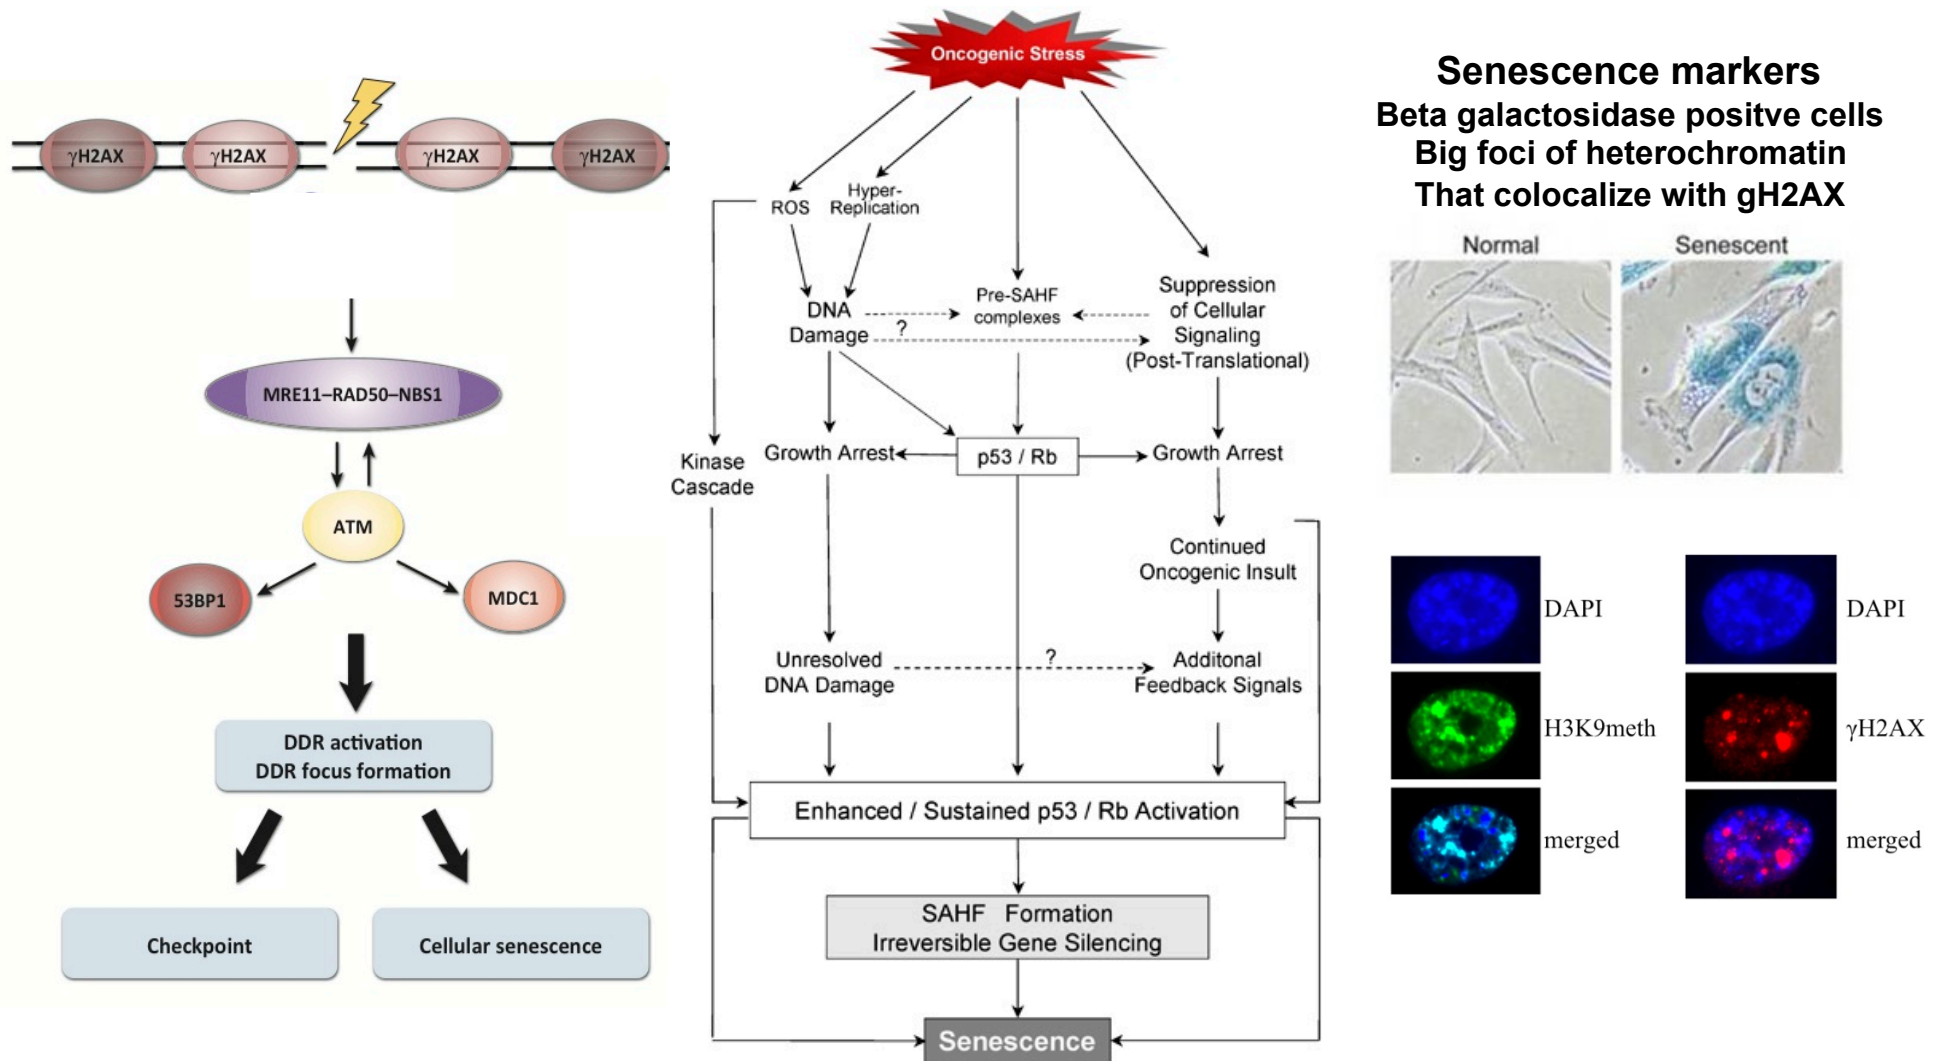 γH2AX
γH2AX
γH2AX
γH2AX
MRE11–RAD50–NBS1
ATM
53BP1
MDC1
DDR activation
DDR focus formation
Checkpoint
Cellular senescence
Oncogenic Stress
ROS
Hyper-
Replication
DNA
Damage
?
Pre-SAHF
complexes
Suppression
of Cellular
Signaling
(Post-Translational)
Kinase
Cascade
Growth Arrest
p53 / Rb
Growth Arrest
Continued
Oncogenic Insult
Unresolved
DNA Damage
?
Additonal
Feedback Signals
Enhanced / Sustained p53 / Rb Activation
SAHF Formation
Irreversible Gene Silencing
Senescence
Senescence markers
Beta galactosidase positve cells
Big foci of heterochromatin
That colocalize with gH2AX
Normal
Senescent
DAPI
DAPI
H3K9meth
γH2AX
merged
merged